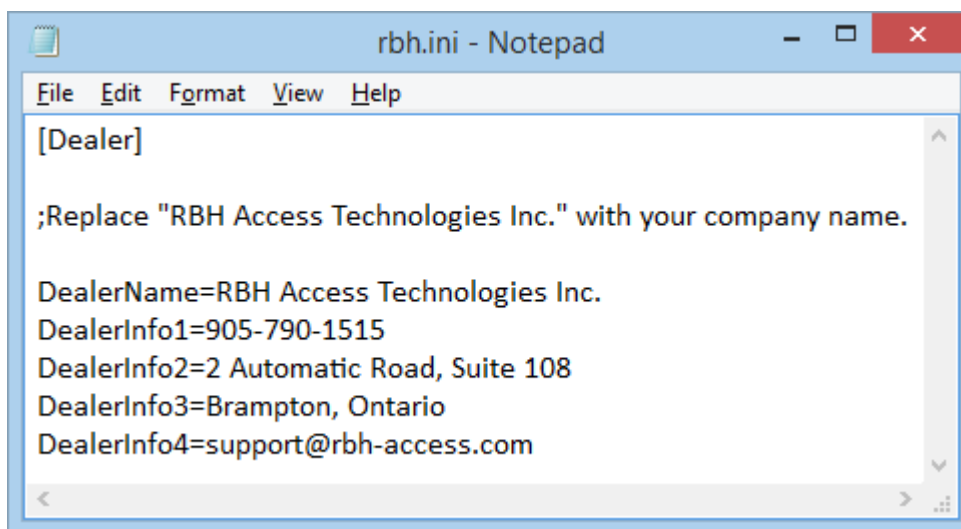 rbh.ini - Notepad
File Edit Format View Help
[Dealer]
;Replace "RBH Access Technologies Inc." with your company name.
DealerName=RBH Access Technologies Inc.
DealerInfo1=905-790-1515
DealerInfo2=2 Automatic Road, Suite 108
DealerInfo3=Brampton, Ontario
DealerInfo4=support@rbh-access.com